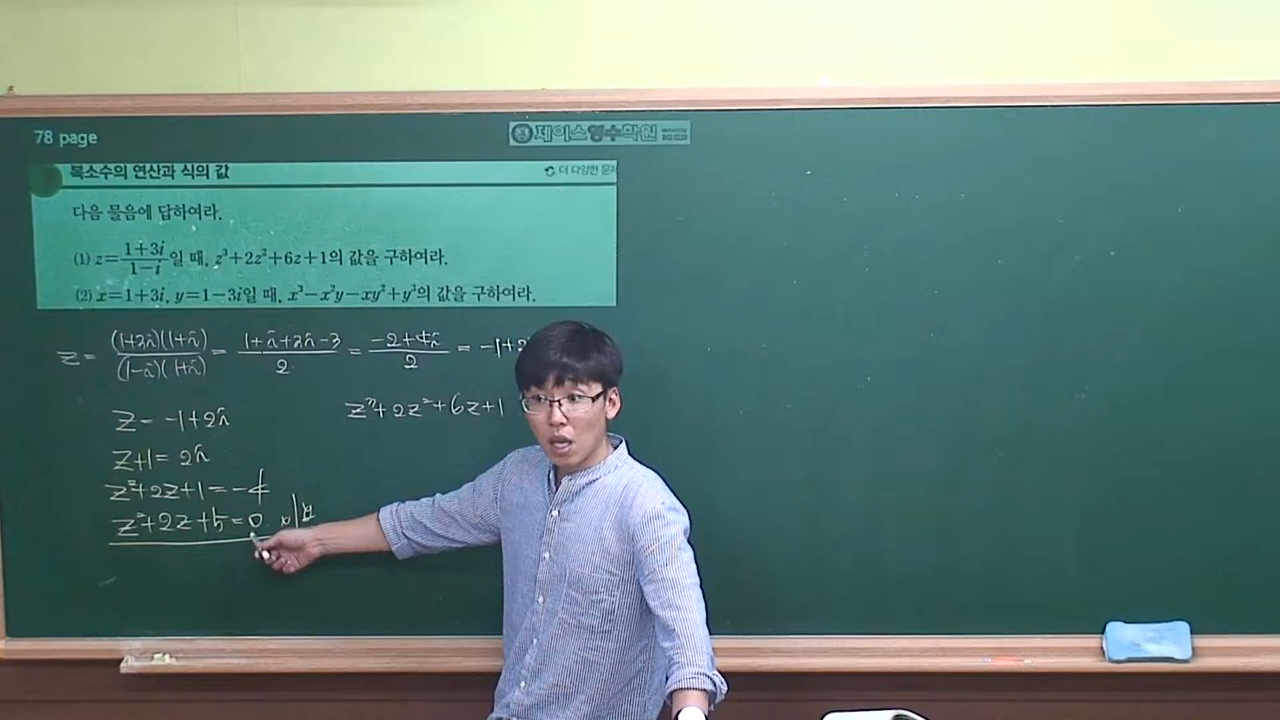 78 page
제이스영수학원
복소수의 연산과 식의 값
더 다양한 문제
다음 물음에 답하여라.
(1) z=\frac{1+3i}{1-i}일 때, z³+2z²+6z+1의 값을 구하여라.
(2) x=1+3i, y=1-3i일 때, x³-x²y-xy²+y³의 값을 구하여라.
z = \frac{(1+3i)(1+i)}{(1-i)(1+i)} = \frac{1+i+3i-3}{2} = \frac{-2+4i}{2} = -1+2
z = -1+2i
z³+2z²+6z+1
z+1 = 2i
z²+2z+1 = -4
z²+2z+5=0